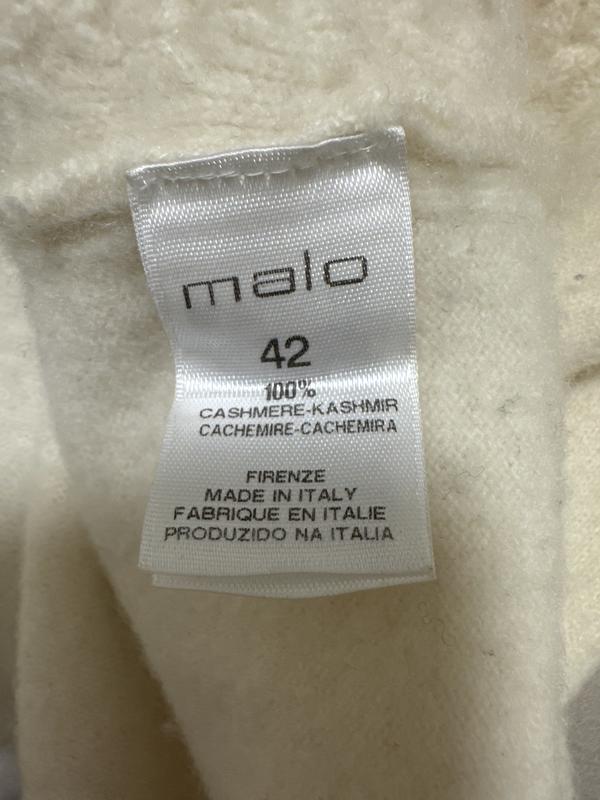 malo
42
100%
CASHMERE-KASHMIR
CACHEMIRE-CACHEMIRA
FIRENZE
MADE IN ITALY
FABRIQUE EN ITALIE
PRODUZIDO NA ITALIA